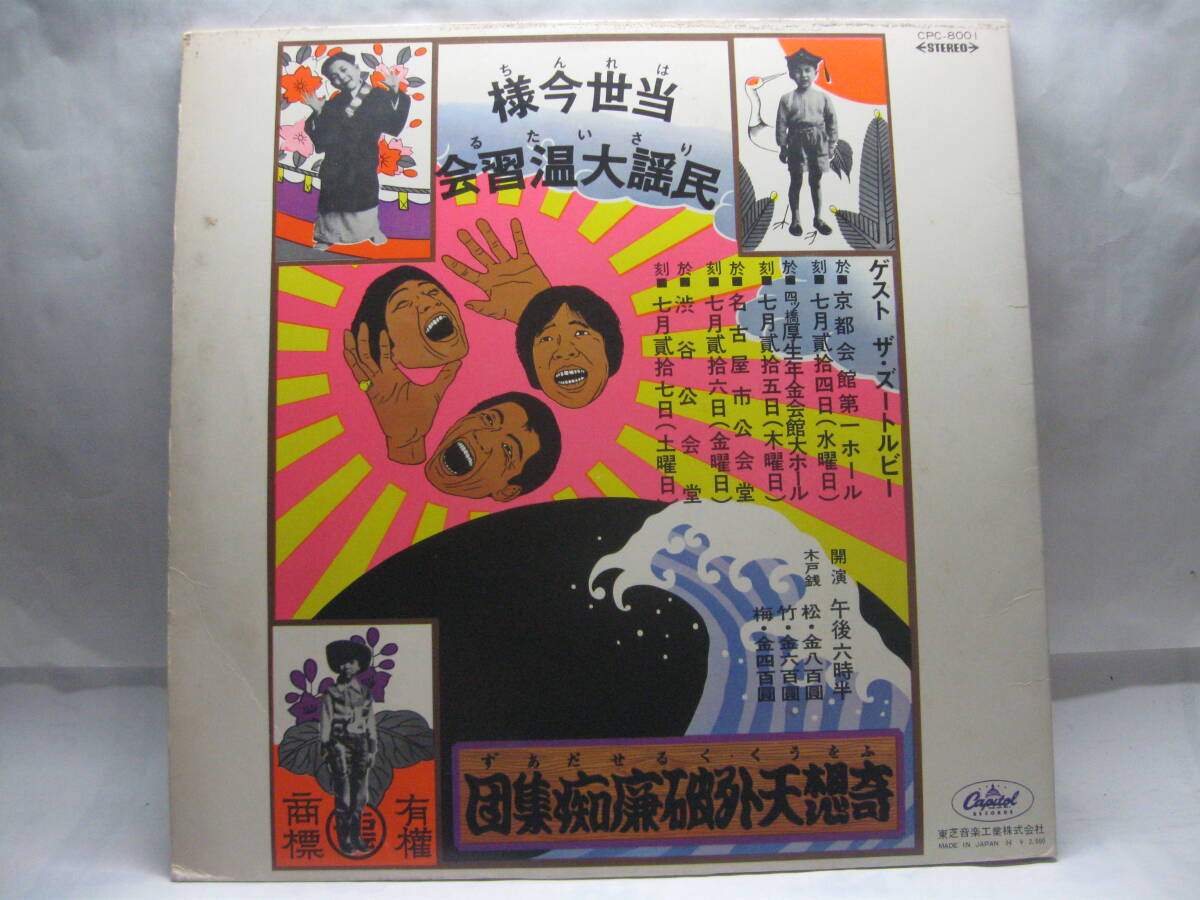 CPC-8001
STEREO
はれんち
当世今様
りさいたる
民謡大温習会
ゲスト ザ・ズートルビー
於■京都会館第一ホール
刻■七月貳拾四日(水曜日)
於■四ッ橋厚生年金会館大ホール
刻■七月貳拾五日(木曜日)
於■名古屋市公会堂
刻■七月貳拾六日(金曜日)
於■渋谷公会堂
刻■七月貳拾七日(土曜日)
開演 午後六時半
木戸銭 松・金八百圓
竹・金六百圓
梅・金四百圓
ふをうく・くるせだあず
奇想天外破廉痴集団
有權
商標
Capitol
RECORDS
東芝音楽工業株式会社
MADE IN JAPAN